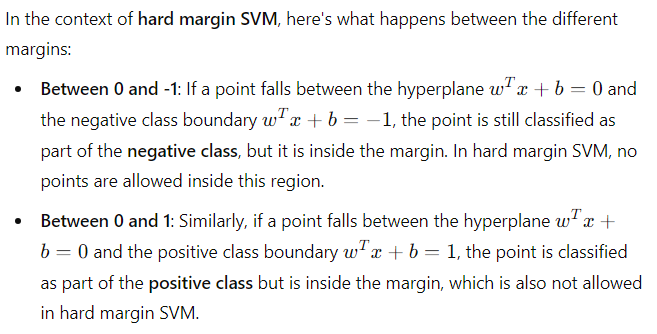 In the context of hard margin SVM, here's what happens between the different
margins:
• Between 0 and -1: If a point falls between the hyperplane wᵀx + b = 0 and
the negative class boundary wᵀx + b = −1, the point is still classified as
part of the negative class, but it is inside the margin. In hard margin SVM, no
points are allowed inside this region.
• Between 0 and 1: Similarly, if a point falls between the hyperplane wᵀx +
b = 0 and the positive class boundary wᵀx + b = 1, the point is classified
as part of the positive class but is inside the margin, which is also not allowed
in hard margin SVM.